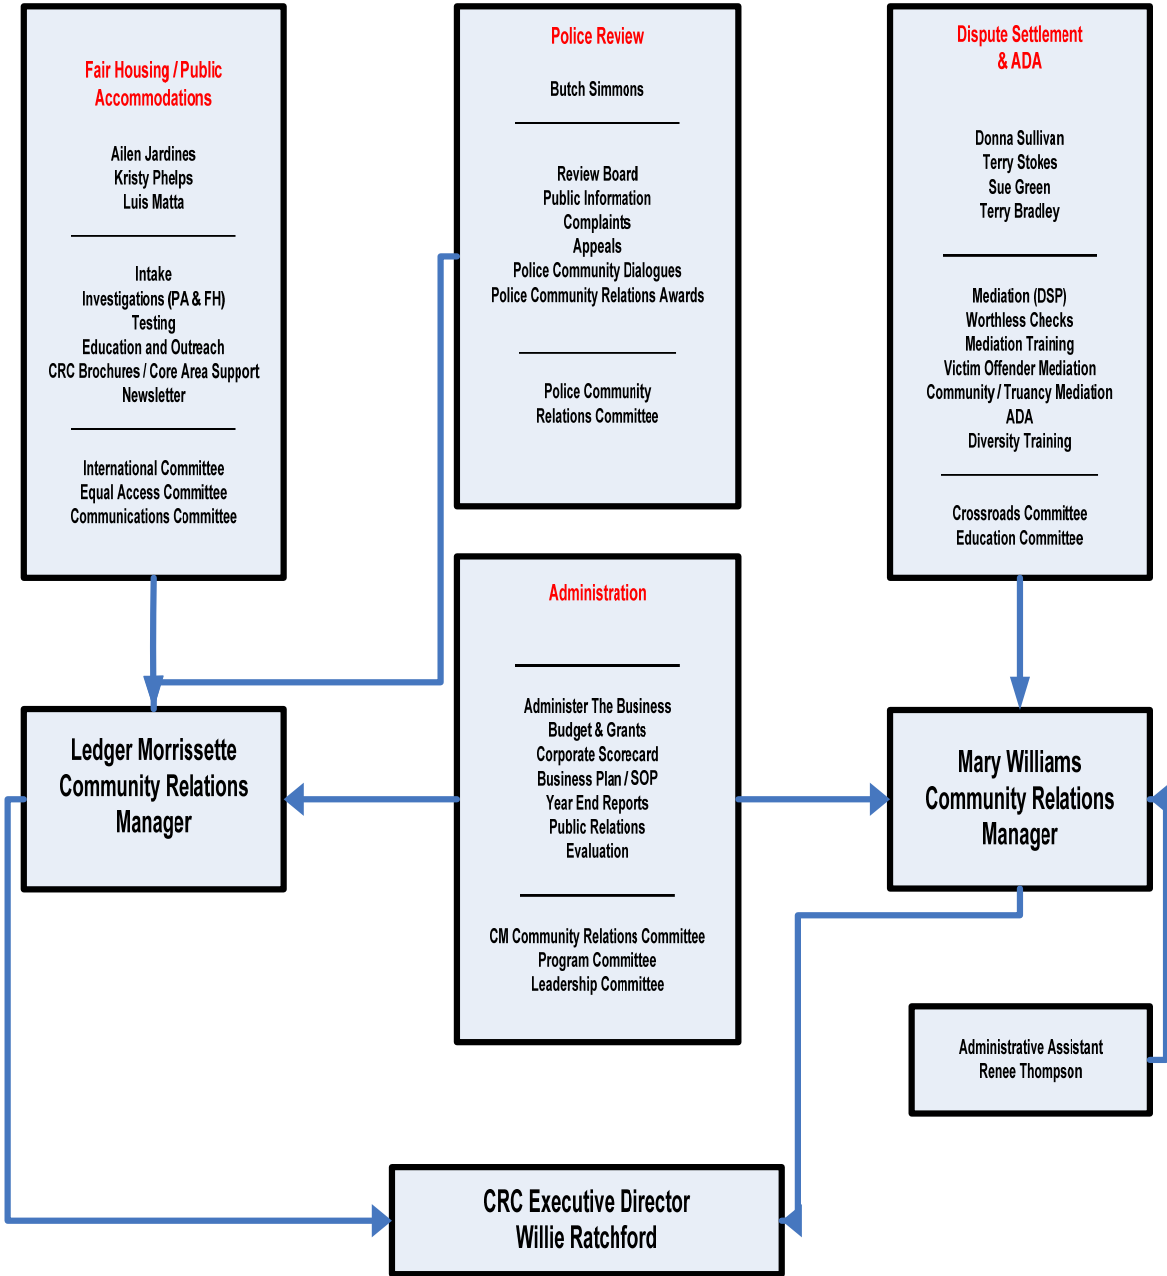 Fair Housing / Public
Accommodations
Ailen Jardines
Kristy Phelps
Luis Matta
Intake
Investigations (PA & FH)
Testing
Education and Outreach
CRC Brochures / Core Area Support
Newsletter
International Committee
Equal Access Committee
Communications Committee
Police Review
Butch Simmons
Review Board
Public Information
Complaints
Appeals
Police Community Dialogues
Police Community Relations Awards
Police Community
Relations Committee
Dispute Settlement
& ADA
Donna Sullivan
Terry Stokes
Sue Green
Terry Bradley
Mediation (DSP)
Worthless Checks
Mediation Training
Victim Offender Mediation
Community / Truancy Mediation
ADA
Diversity Training
Crossroads Committee
Education Committee
Administration
Administer The Business
Budget & Grants
Corporate Scorecard
Business Plan / SOP
Year End Reports
Public Relations
Evaluation
CM Community Relations Committee
Program Committee
Leadership Committee
Ledger Morrissette
Community Relations
Manager
Mary Williams
Community Relations
Manager
Administrative Assistant
Renee Thompson
CRC Executive Director
Willie Ratchford